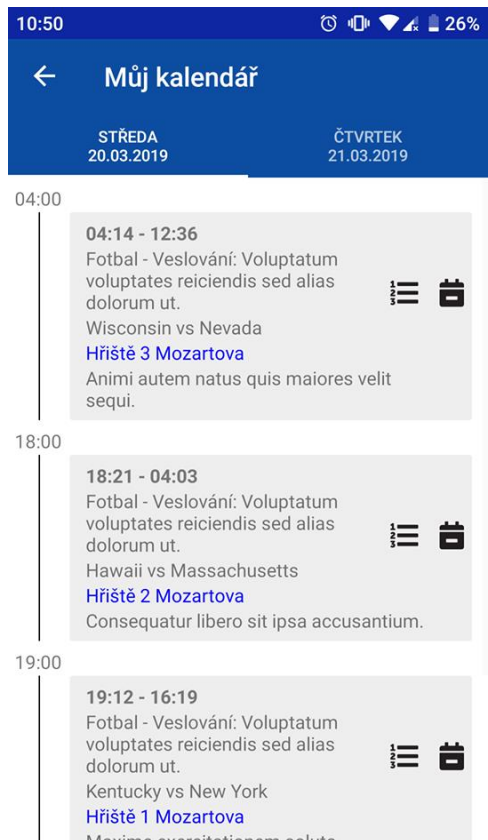 10:50
26%
Můj kalendář
STŘEDA
20.03.2019
ČTVRTEK
21.03.2019
04:00
04:14 - 12:36
Fotbal - Veslování: Voluptatum
voluptates reiciendis sed alias
dolorum ut.
Wisconsin vs Nevada
Hřiště 3 Mozartova
Animi autem natus quis maiores velit
sequi.
18:00
18:21 - 04:03
Fotbal - Veslování: Voluptatum
voluptates reiciendis sed alias
dolorum ut.
Hawaii vs Massachusetts
Hřiště 2 Mozartova
Consequatur libero sit ipsa accusantium.
19:00
19:12 - 16:19
Fotbal - Veslování: Voluptatum
voluptates reiciendis sed alias
dolorum ut.
Kentucky vs New York
Hřiště 1 Mozartova